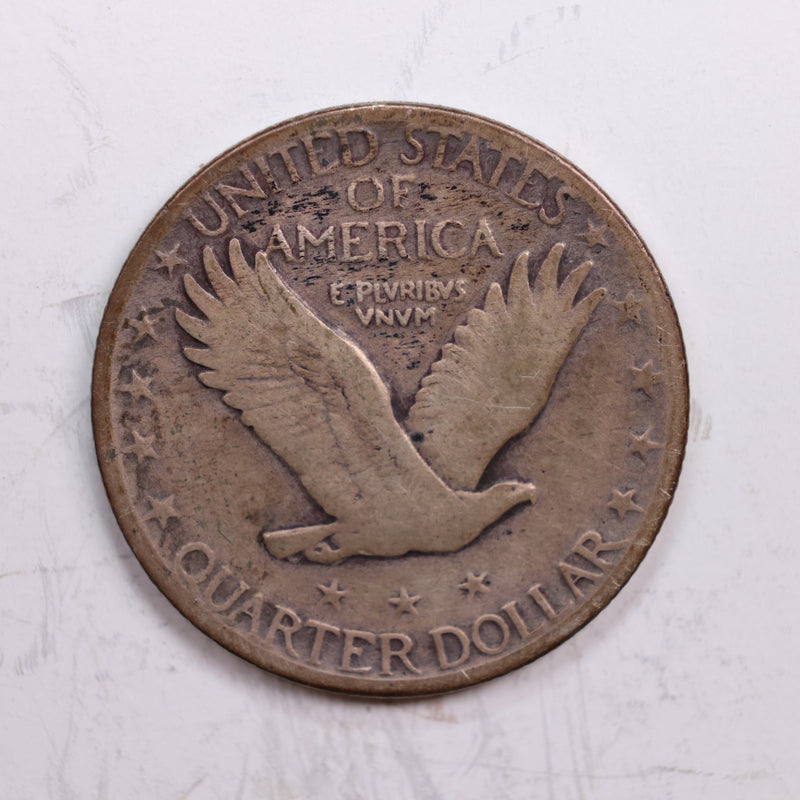 UNITED STATES
OF
AMERICA
E·PLVRIBVS
VNVM
QUARTER DOLLAR